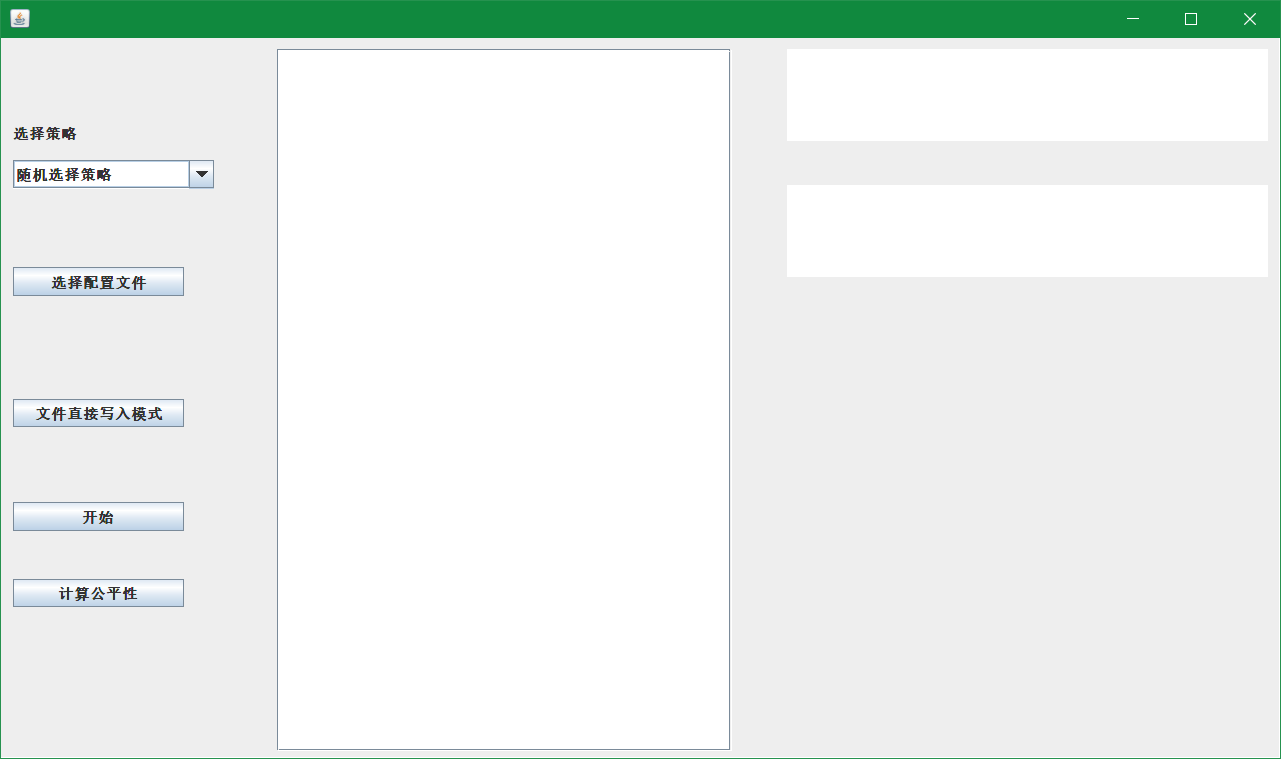 选择策略
随机选择策略
选择配置文件
文件直接写入模式
开始
计算公平性